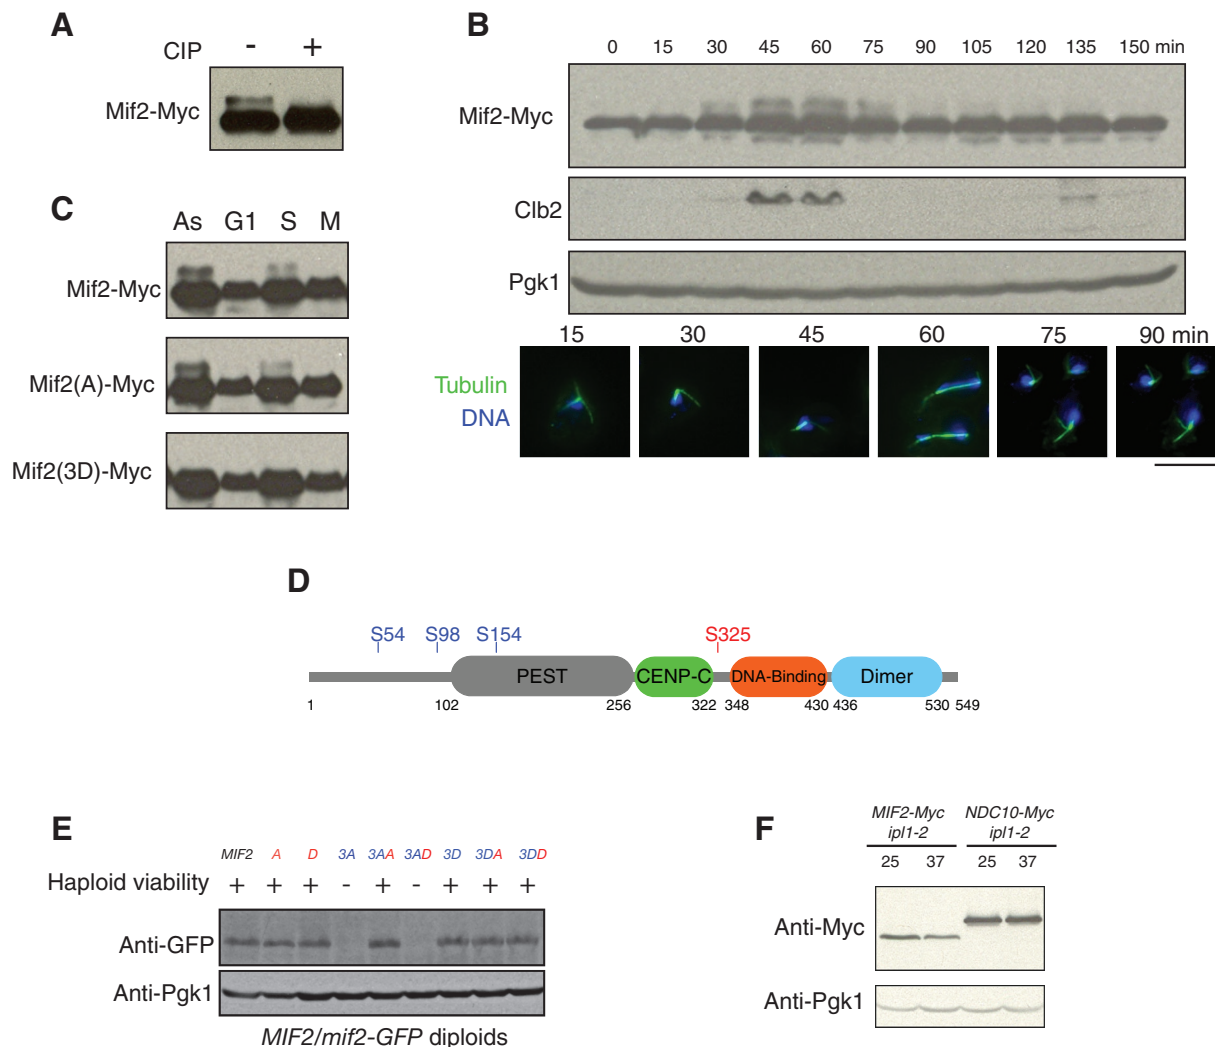 A
CIP - +
Mif2-Myc
B
0 15 30 45 60 75 90 105 120 135 150 min
Mif2-Myc
Clb2
Pgk1
15 30 45 60 75 90 min
Tubulin
DNA
C
As G1 S M
Mif2-Myc
Mif2(A)-Myc
Mif2(3D)-Myc
D
S54 S98 S154 S325
PEST CENP-C DNA-Binding Dimer
1 102 256 322 348 430 436 530 549
E
MIF2 A D 3A 3AA 3AD 3D 3DA 3DD
Haploid viability + + + - + - + + +
Anti-GFP
Anti-Pgk1
MIF2/mif2-GFP diploids
F
MIF2-Myc NDC10-Myc
ipl1-2 ipl1-2
25 37 25 37
Anti-Myc
Anti-Pgk1